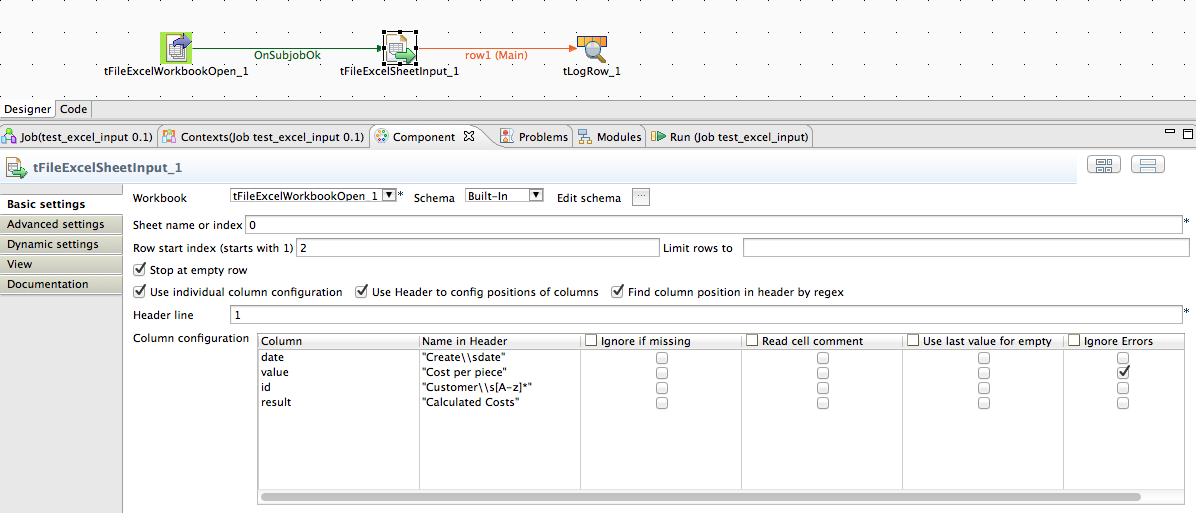 OnSubjobOk
row1 (Main)
tFileExcelWorkbookOpen_1
tFileExcelSheetInput_1
tLogRow_1
Designer
Code
Job(test_excel_input 0.1)
Contexts(Job test_excel_input 0.1)
Component
Problems
Modules
Run (Job test_excel_input)
tFileExcelSheetInput_1
Basic settings
Advanced settings
Dynamic settings
View
Documentation
Workbook tFileExcelWorkbookOpen_1 * Schema Built-In Edit schema ...
Sheet name or index 0 *
Row start index (starts with 1) 2 Limit rows to
Stop at empty row
Use individual column configuration Use Header to config positions of columns Find column position in header by regex
Header line 1 *
Column configuration
Column Name in Header Ignore if missing Read cell comment Use last value for empty Ignore Errors
date "Create\\sdate"
value "Cost per piece"
id "Customer\\s[A-z]*"
result "Calculated Costs"